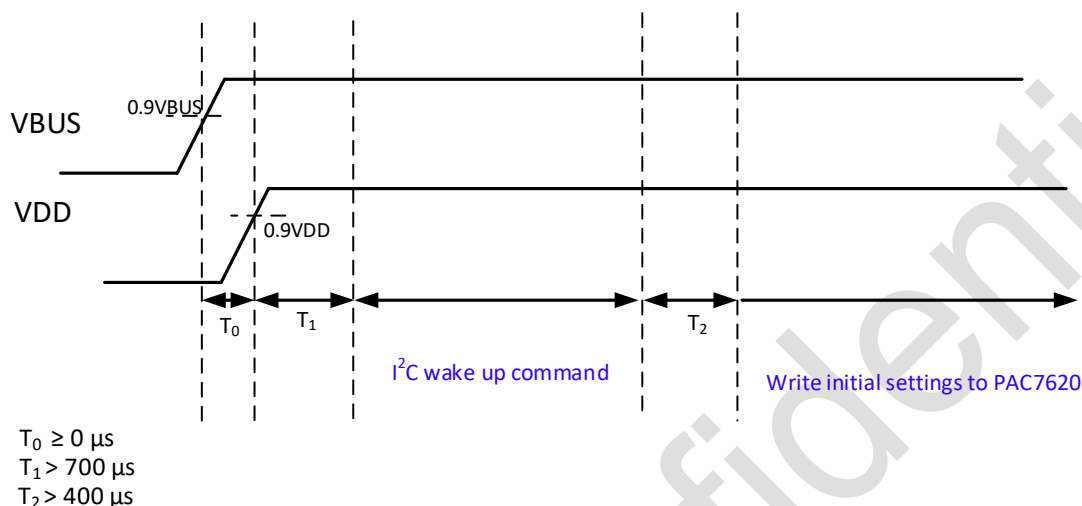 0.9VBUS
VBUS
VDD
0.9VDD
T₀
T₁
T₂
I²C wake up command
Write initial settings to PAC7620
T₀ ≥ 0 µs
T₁ > 700 µs
T₂ > 400 µs